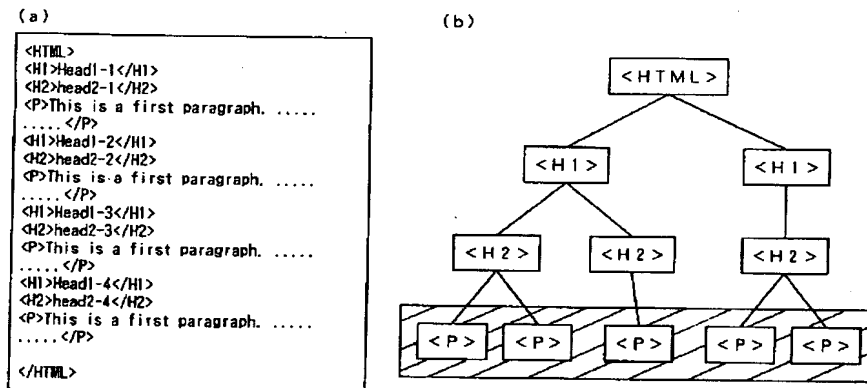 (a)
<HTML>
<H1>Head1-1</H1>
<H2>head2-1</H2>
<P>This is a first paragraph. .....
.....</P>
<H1>Head1-2</H1>
<H2>head2-2</H2>
<P>This is a first paragraph. .....
.....</P>
<H1>Head1-3</H1>
<H2>head2-3</H2>
<P>This is a first paragraph. .....
.....</P>
<H1>Head1-4</H1>
<H2>head2-4</H2>
<P>This is a first paragraph. .....
.....</P>
</HTML>
(b)
<HTML>
<H1> <H1>
<H2> <H2> <H2>
<P> <P> <P> <P> <P>